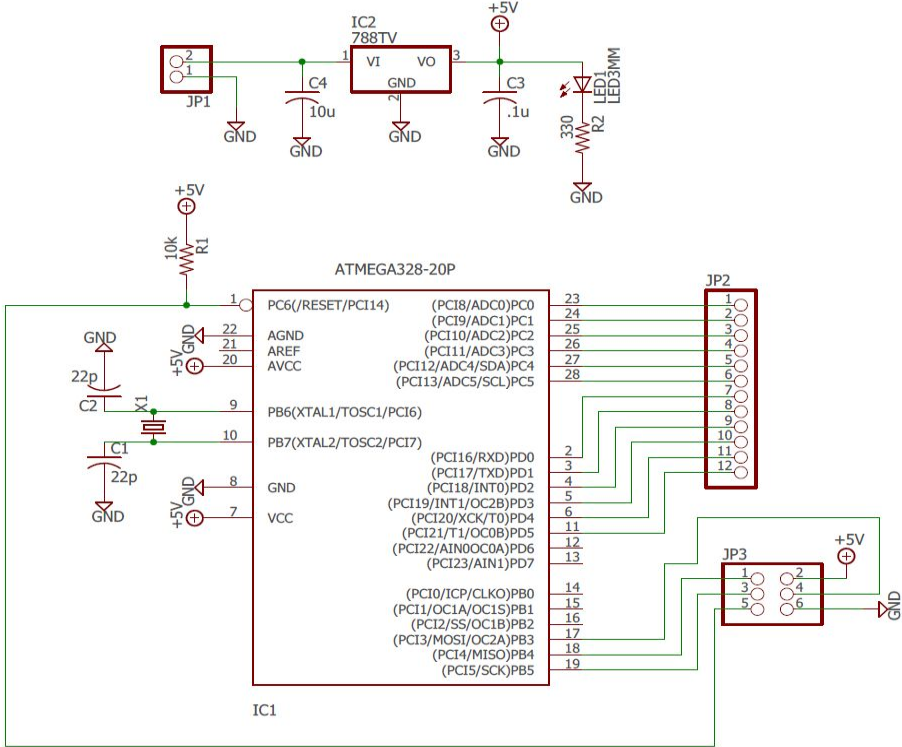 +5V
IC2
788TV
2
1
JP1
1
VI
VO
3
GND
2
C4
10u
C3
.1u
LED1
LED3MM
330
R2
GND
GND
GND
GND
GND
+5V
10k
R1
ATMEGA328-20P
JP2
1
PC6(/RESET/PCI14)
(PCI8/ADC0)PC0
23
1
(PCI9/ADC1)PC1
24
2
GND
22
AGND
(PCI10/ADC2)PC2
25
3
21
AREF
(PCI11/ADC3)PC3
26
4
+5V
20
AVCC
(PCI12/ADC4/SDA)PC4
27
5
(PCI13/ADC5/SCL)PC5
28
6
GND
22p
C2
X1
9
PB6(XTAL1/TOSC1/PCI6)
7
8
9
10
PB7(XTAL2/TOSC2/PCI7)
10
C1
22p
GND
(PCI16/RXD)PD0
2
11
(PCI17/TXD)PD1
3
12
GND
8
GND
(PCI18/INT0)PD2
4
(PCI19/INT1/OC2B)PD3
5
+5V
7
VCC
(PCI20/XCK/T0)PD4
6
(PCI21/T1/OC0B)PD5
11
(PCI22/AIN0OC0A)PD6
12
(PCI23/AIN1)PD7
13
+5V
JP3
1
2
3
4
5
6
GND
(PCI0/ICP/CLKO)PB0
14
(PCI1/OC1A/OC1S)PB1
15
(PCI2/SS/OC1B)PB2
16
(PCI3/MOSI/OC2A)PB3
17
(PCI4/MISO)PB4
18
(PCI5/SCK)PB5
19
IC1